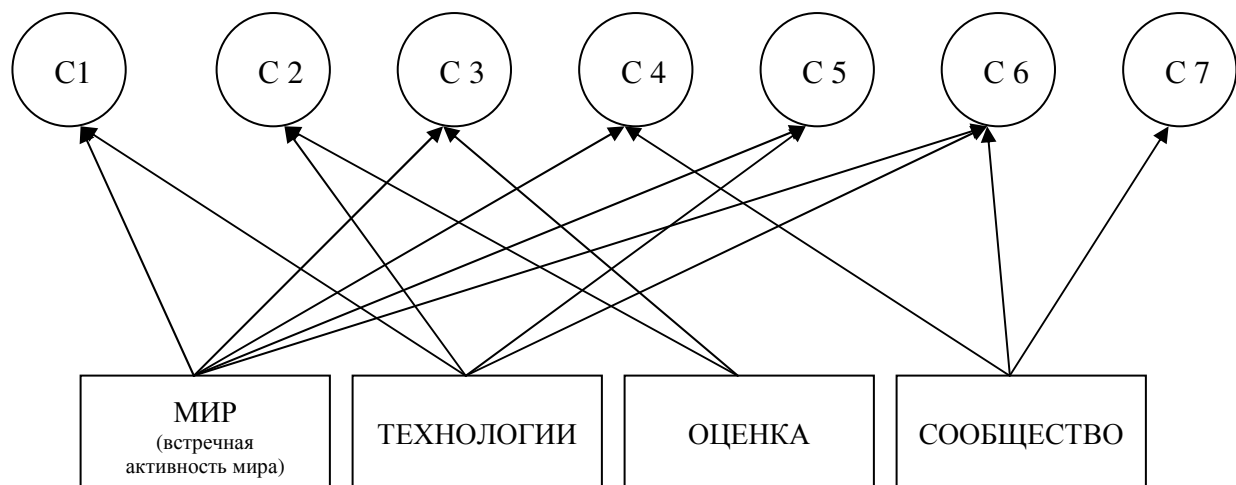 С1 С 2 С 3 С 4 С 5 С 6 С 7
МИР
(встречная
активность мира)
ТЕХНОЛОГИИ
ОЦЕНКА
СООБЩЕСТВО